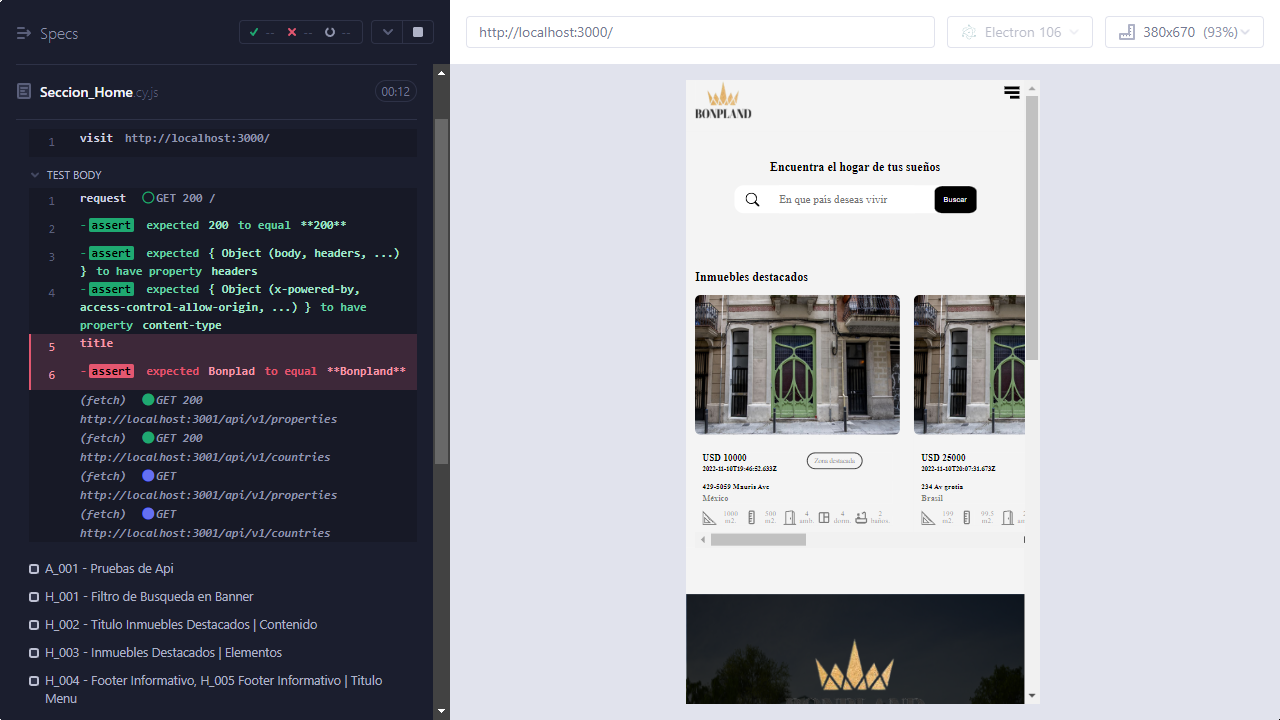 Specs
-- -- --
Seccion_Home.cy.js 00:12
1 visit http://localhost:3000/
TEST BODY
1 request GET 200 /
2 -assert expected 200 to equal **200**
3 -assert expected { Object (body, headers, ...)
} to have property headers
4 -assert expected { Object (x-powered-by,
access-control-allow-origin, ...) } to have
property content-type
5 title
6 -assert expected Bonplad to equal **Bonpland**
(fetch) GET 200
http://localhost:3001/api/v1/properties
(fetch) GET 200
http://localhost:3001/api/v1/countries
(fetch) GET
http://localhost:3001/api/v1/properties
(fetch) GET
http://localhost:3001/api/v1/countries
A_001 - Pruebas de Api
H_001 - Filtro de Busqueda en Banner
H_002 - Titulo Inmuebles Destacados | Contenido
H_003 - Inmuebles Destacados | Elementos
H_004 - Footer Informativo, H_005 Footer Informativo | Titulo
Menu
http://localhost:3000/
Electron 106
380x670 (93%)
BONPLAND
Encuentra el hogar de tus sueños
En que país deseas vivir
Buscar
Inmuebles destacados
USD 10000 Zona destacada
2022-11-10T19:46:52.633Z
429-5059 Mauris Ave
México
1000 m2. 500 m2. 4 amb. 4 dorm. 2 baños.
USD 25000
2022-11-10T20:07:31.673Z
234 Av gratia
Brasil
199 m2. 99.5 m2.
BONPLAND